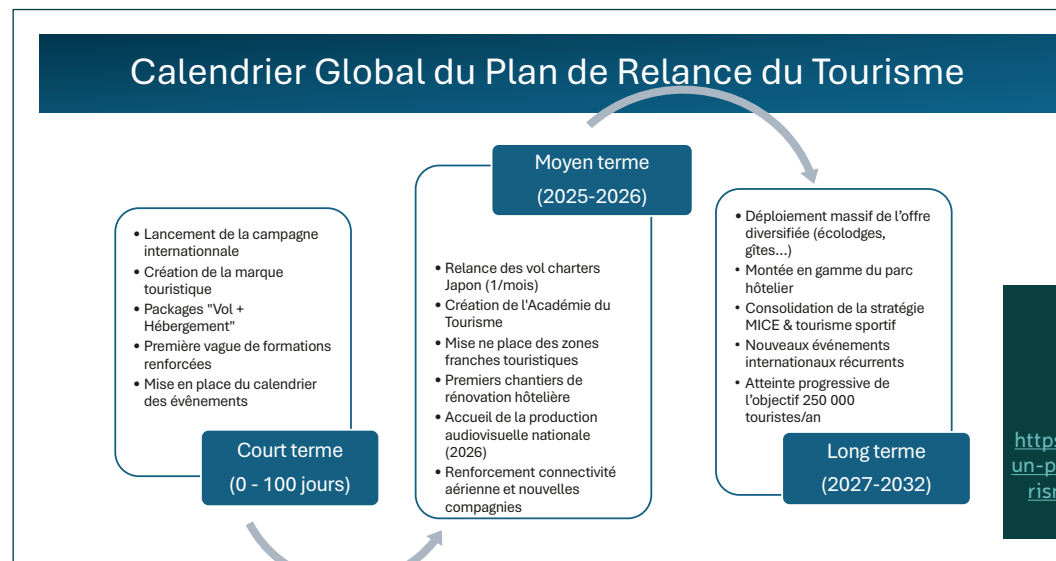 Calendrier Global du Plan de Relance du Tourisme
• Lancement de la campagne
internationnale
• Création de la marque
touristique
• Packages "Vol +
Hébergement"
• Première vague de formations
renforcées
• Mise en place du calendrier
des évênements
Court terme
(0 - 100 jours)
Moyen terme
(2025-2026)
• Relance des vol charters
Japon (1/mois)
• Création de l'Académie du
Tourisme
• Mise ne place des zones
franches touristiques
• Premiers chantiers de
rénovation hôtelière
• Accueil de la production
audiovisuelle nationale
(2026)
• Renforcement connectivité
aérienne et nouvelles
compagnies
• Déploiement massif de l’offre
diversifiée (écolodges,
gîtes...)
• Montée en gamme du parc
hôtelier
• Consolidation de la stratégie
MICE & tourisme sportif
• Nouveaux événements
internationaux récurrents
• Atteinte progressive de
l’objectif 250 000
touristes/an
Long terme
(2027-2032)
https
un-p
risn